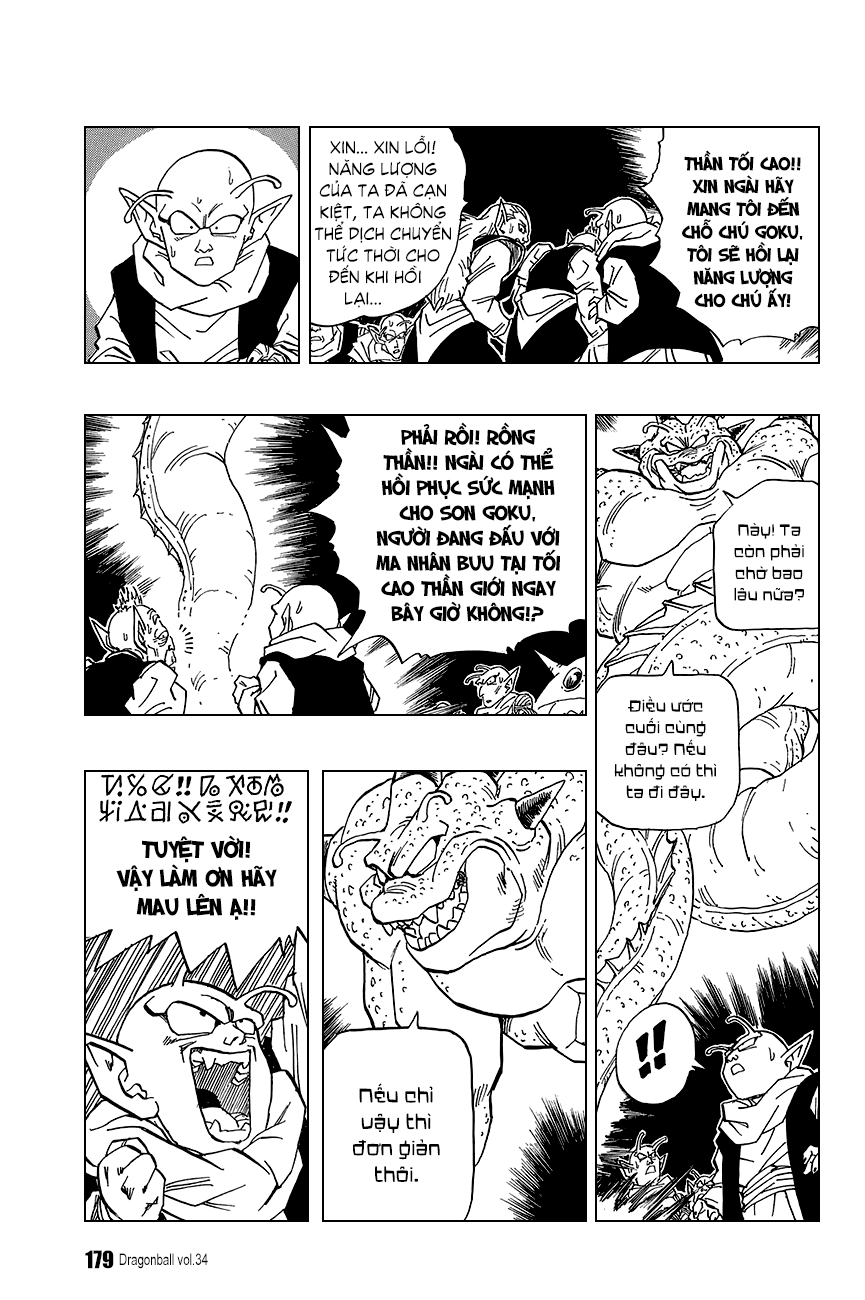 THẦN TỐI CAO!!
XIN NGÀI HÃY
MANG TÔI ĐẾN
CHỖ CHÚ GOKU,
TÔI SẼ HỒI LẠI
NĂNG LƯỢNG
CHO CHÚ ẤY!
XIN... XIN LỖI!
NĂNG LƯỢNG
CỦA TA ĐÃ CẠN
KIỆT, TA KHÔNG
THỂ DỊCH CHUYỂN
TỨC THỜI CHO
ĐẾN KHI HỒI
LẠI...
Này! Ta
còn phải
chờ bao
lâu nữa?
Điều ước
cuối cùng
đâu? Nếu
không có thì
ta đi đây.
!!
PHẢI RỒI! RỒNG
THẦN!! NGÀI CÓ THỂ
HỒI PHỤC SỨC MẠNH
CHO SON GOKU,
NGƯỜI ĐANG ĐẤU VỚI
MA NHÂN BUU TẠI TỐI
CAO THẦN GIỚI NGAY
BÂY GIỜ KHÔNG!?
Nếu chỉ
vậy thì
đơn giản
thôi.
TUYỆT VỜI!
VẬY LÀM ƠN HÃY
MAU LÊN Ạ!!
179 Dragonball vol.34